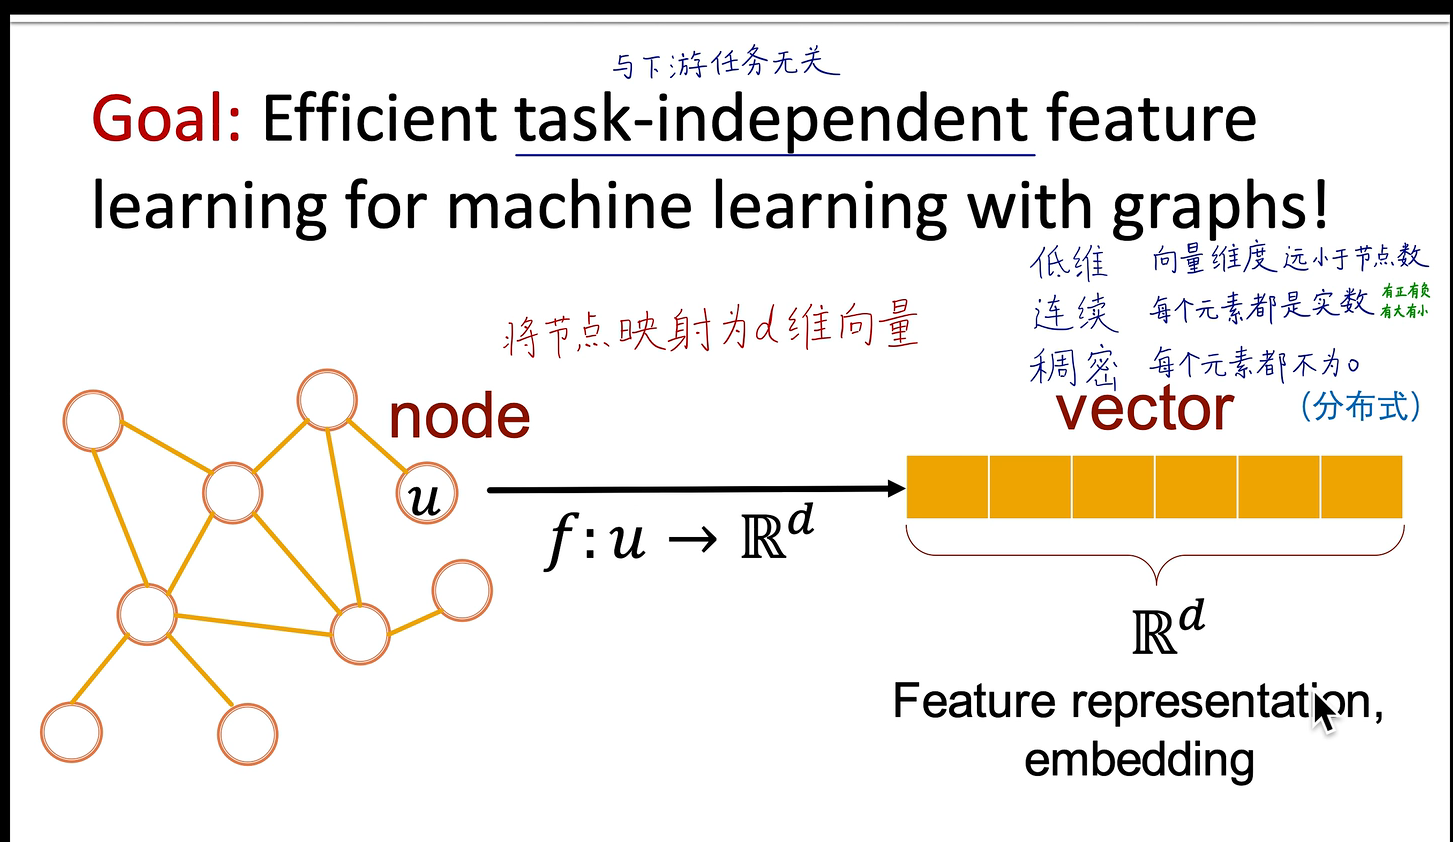 与下游任务无关
Goal: Efficient task-independent feature
learning for machine learning with graphs!
低维 向量维度远小于节点数
连续 每个元素都是实数 有正有负
有大有小
稠密 每个元素都不为0
将节点映射为d维向量
node
vector (分布式)
u
f: u → ℝ^d
ℝ^d
Feature representation,
embedding